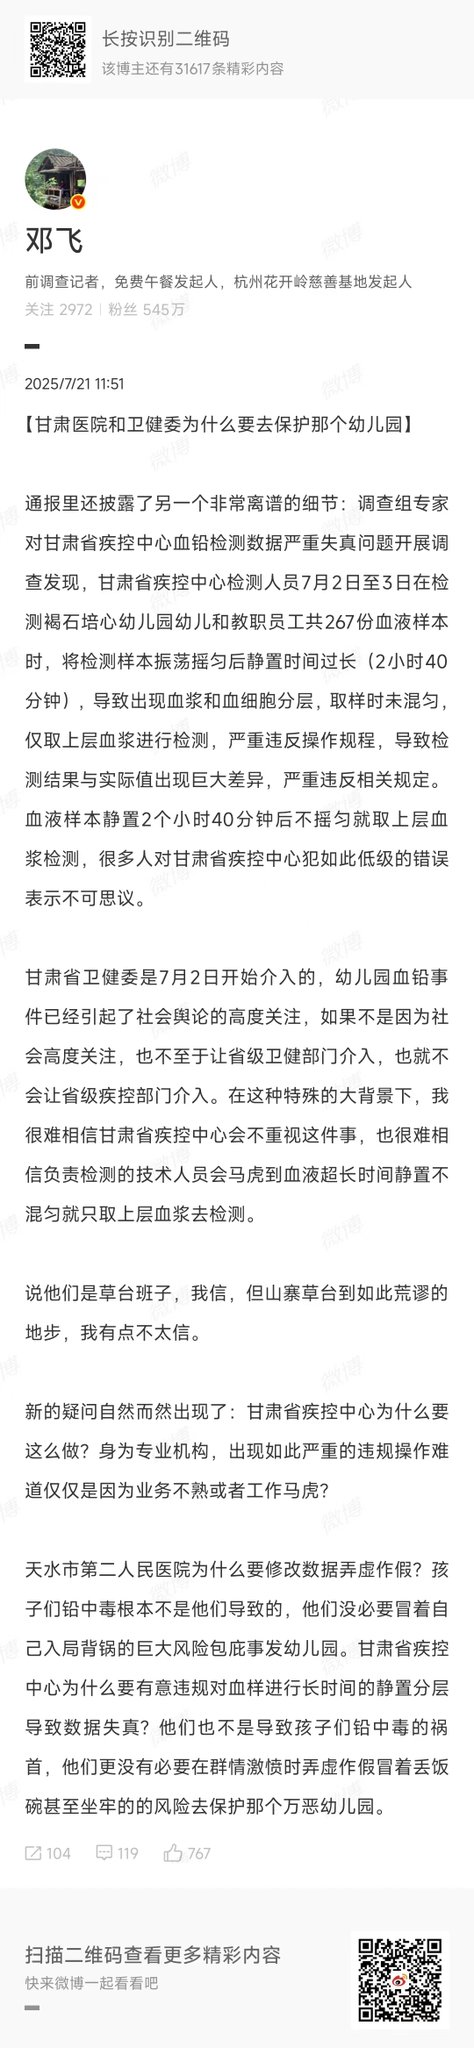 长按识别二维码
该博主还有31617条精彩内容
邓飞
前调查记者，免费午餐发起人，杭州花开岭慈善基地发起人
关注 2972 | 粉丝 545万
2025/7/21 11:51
【甘肃医院和卫健委为什么要去保护那个幼儿园】
通报里还披露了另一个非常离谱的细节：调查组专家
对甘肃省疾控中心血铅检测数据严重失真问题开展调
查发现，甘肃省疾控中心检测人员7月2日至3日在检
测褐石培心幼儿园幼儿和教职员工共267份血液样本
时，将检测样本振荡摇匀后静置时间过长（2小时40
分钟），导致出现血浆和血细胞分层，取样时未混匀，
仅取上层血浆进行检测，严重违反操作规程，导致检
测结果与实际值出现巨大差异，严重违反相关规定。
血液样本静置2个小时40分钟后不摇匀就取上层血
浆检测，很多人对甘肃省疾控中心犯如此低级的错误
表示不可思议。
甘肃省卫健委是7月2日开始介入的，幼儿园血铅事
件已经引起了社会舆论的高度关注，如果不是因为社
会高度关注，也不至于让省级卫健部门介入，也就不
会让省级疾控部门介入。在这种特殊的大背景下，我
很难相信甘肃省疾控中心会不重视这件事，也很难相
信负责检测的技术人员会马虎到血液超长时间静置不
混匀就只取上层血浆去检测。
说他们是草台班子，我信，但山寨草台到如此荒谬的
地步，我有点不太信。
新的疑问自然而然出现了：甘肃省疾控中心为什么要
这么做？身为专业机构，出现如此严重的违规操作难
道仅仅是因为业务不熟或者工作马虎？
天水市第二人民医院为什么要修改数据弄虚作假？孩
子们铅中毒根本不是他们导致的，他们没必要冒着自
己入局背锅的巨大风险包庇事发幼儿园。甘肃省疾控
中心为什么要有意违规对血样进行长时间的静置分层
导致数据失真？他们也不是导致孩子们铅中毒的祸
首，他们更没有必要在群情激愤时弄虚作假冒着丢饭
碗甚至坐牢的的风险去保护那个万恶幼儿园。
104 119 767
扫描二维码查看更多精彩内容
快来微博一起看看吧
微博